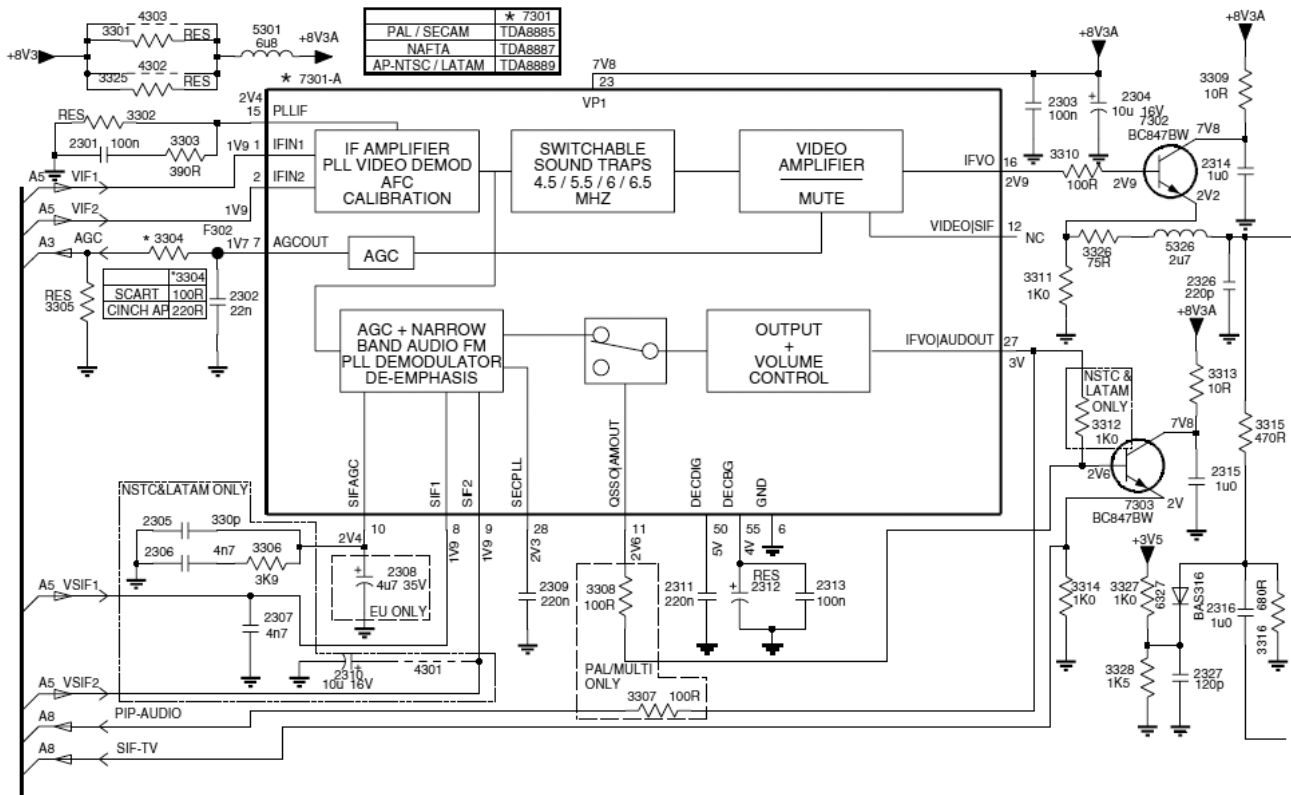 4303
3301
RES
+8V3
4302
3325
RES
5301
6u8
+8V3A
* 7301
PAL / SECAM TDA8885
NAFTA TDA8887
AP-NTSC / LATAM TDA8889
* 7301-A
7V8
23
VP1
+8V3A
+8V3A
2303
100n
2304
10u 16V
3309
10R
7302
BC847BW
7V8
2314
1u0
2V4
15 PLLIF
RES 3302
2301 100n
3303
390R
1V9 1 IFIN1
2 IFIN2
1V9
A5 VIF1
A5 VIF2
A3 AGC
* 3304
F302
1V7 7 AGCOUT
*3304
SCART 100R
CINCH AP 220R
RES
3305
2302
22n
IF AMPLIFIER
PLL VIDEO DEMOD
AFC
CALIBRATION
SWITCHABLE
SOUND TRAPS
4.5 / 5.5 / 6 / 6.5
MHZ
VIDEO
AMPLIFIER
MUTE
AGC
IFVO 16
2V9
3310
100R
2V9
2V2
VIDEO|SIF 12
NC
3326
75R
5326
2u7
3311
1K0
2326
220p
+8V3A
AGC + NARROW
BAND AUDIO FM
PLL DEMODULATOR
DE-EMPHASIS
OUTPUT
+
VOLUME
CONTROL
IFVO|AUDOUT 27
3V
NSTC &
LATAM
ONLY
3312
1K0
3313
10R
7V8
3315
470R
2V6
2V
7303
BC847BW
2315
1u0
SIFAGC
SIF1
SIF2
SECPLL
QSSO|AMOUT
DECDIG
DECBG
GND
10
8
9
28
11
50
55
6
2V4
1V9
1V9
2V3
2V6
5V
4V
NSTC&LATAM ONLY
2305 330p
2306 4n7
3306
3K9
2308
4u7 35V
EU ONLY
2309
220n
3308
100R
2311
220n
RES
2312
2313
100n
+3V5
3314
1K0
3327
1K0
6327
BAS316
2316
1u0
680R
3316
A5 VSIF1
2307
4n7
2310
10u 16V
4301
PAL/MULTI
ONLY
3307 100R
3328
1K5
2327
120p
A5 VSIF2
A8 PIP-AUDIO
A8 SIF-TV